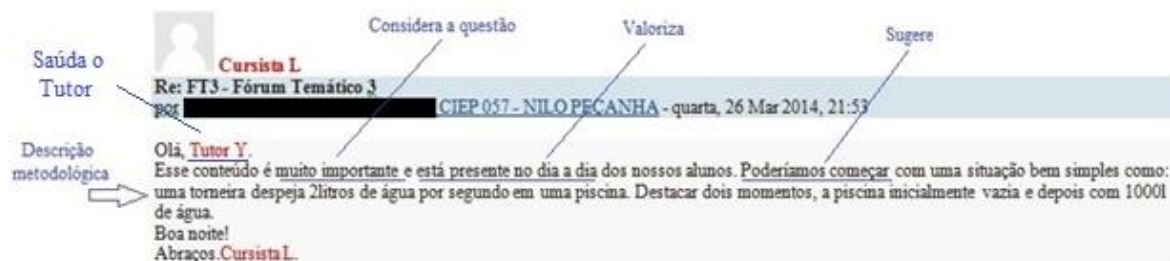 Considera a questão
Valoriza
Sugere
Saúda o
Tutor
Cursista L
Re: FT3 - Fórum Temático 3
por CIEP 057 - NILO PEÇANHA - quarta, 26 Mar 2014, 21:53
Descrição
metodológica
Olá, Tutor Y.
Esse conteúdo é muito importante e está presente no dia a dia dos nossos alunos. Poderíamos começar com uma situação bem simples como:
uma torneira despeja 2litros de água por segundo em uma piscina. Destacar dois momentos, a piscina inicialmente vazia e depois com 1000l
de água.
Boa noite!
Abraços.Cursista L.